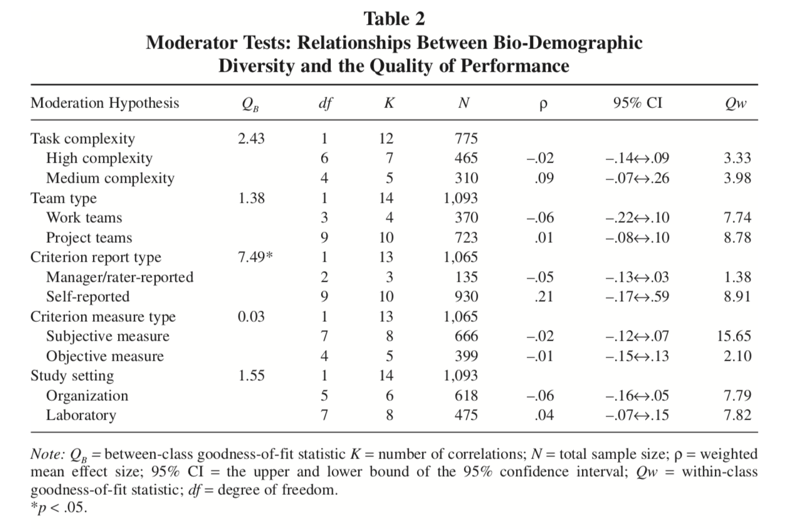 Table 2
Moderator Tests: Relationships Between Bio-Demographic
Diversity and the Quality of Performance
Moderation Hypothesis Q_B df K N ρ 95% CI Qw
Task complexity 2.43 1 12 775
High complexity 6 7 465 –.02 –.14↔.09 3.33
Medium complexity 4 5 310 .09 –.07↔.26 3.98
Team type 1.38 1 14 1,093
Work teams 3 4 370 –.06 –.22↔.10 7.74
Project teams 9 10 723 .01 –.08↔.10 8.78
Criterion report type 7.49* 1 13 1,065
Manager/rater-reported 2 3 135 –.05 –.13↔.03 1.38
Self-reported 9 10 930 .21 –.17↔.59 8.91
Criterion measure type 0.03 1 13 1,065
Subjective measure 7 8 666 –.02 –.12↔.07 15.65
Objective measure 4 5 399 –.01 –.15↔.13 2.10
Study setting 1.55 1 14 1,093
Organization 5 6 618 –.06 –.16↔.05 7.79
Laboratory 7 8 475 .04 –.07↔.15 7.82
Note: Q_B = between-class goodness-of-fit statistic K = number of correlations; N = total sample size; ρ = weighted
mean effect size; 95% CI = the upper and lower bound of the 95% confidence interval; Qw = within-class
goodness-of-fit statistic; df = degree of freedom.
*p < .05.